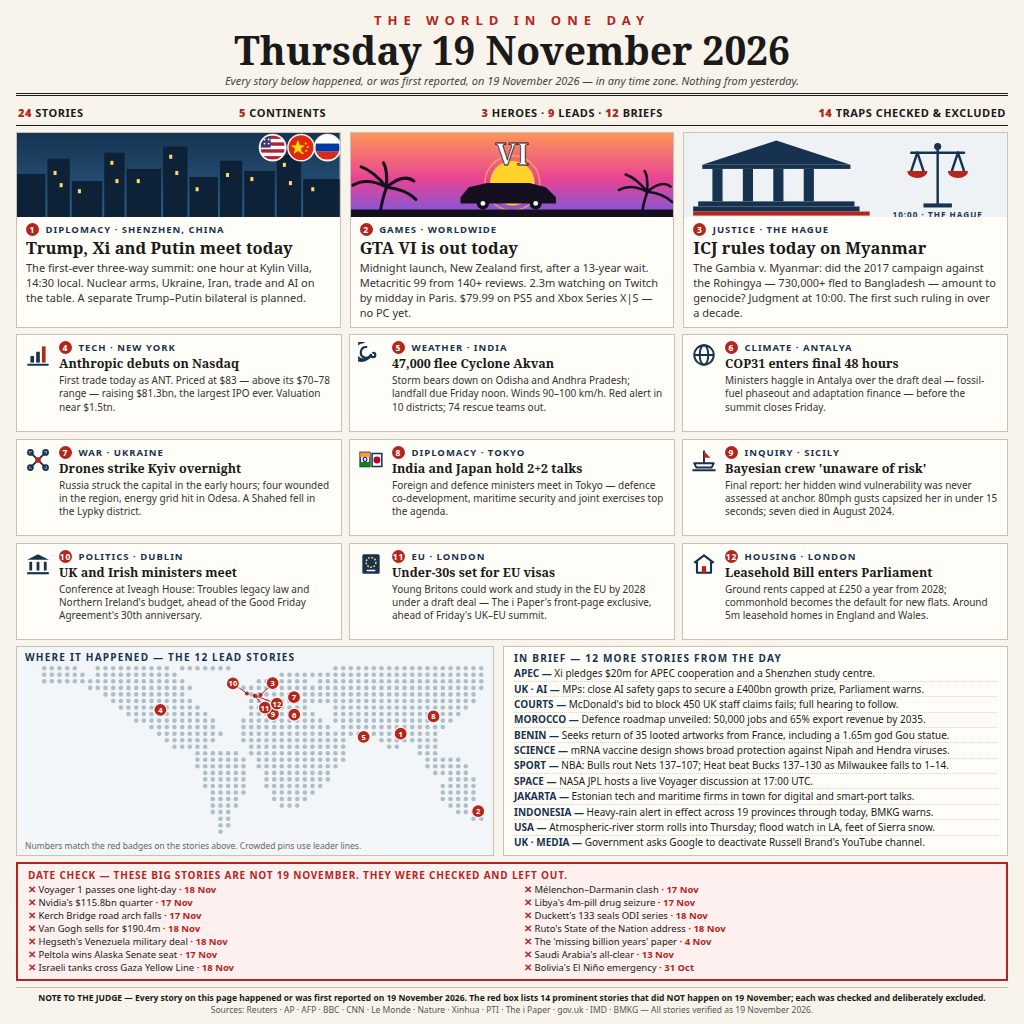 THE WORLD IN ONE DAY
Thursday 19 November 2026
Every story below happened, or was first reported, on 19 November 2026 — in any time zone. Nothing from yesterday.
24 STORIES
5 CONTINENTS
3 HEROES · 9 LEADS · 12 BRIEFS
14 TRAPS CHECKED & EXCLUDED
1 DIPLOMACY · SHENZHEN, CHINA
Trump, Xi and Putin meet today
The first-ever three-way summit: one hour at Kylin Villa,
14:30 local. Nuclear arms, Ukraine, Iran, trade and AI on
the table. A separate Trump–Putin bilateral is planned.
VI
2 GAMES · WORLDWIDE
GTA VI is out today
Midnight launch, New Zealand first, after a 13-year wait.
Metacritic 99 from 140+ reviews. 2.3m watching on Twitch
by midday in Paris. $79.99 on PS5 and Xbox Series X|S —
no PC yet.
10:00 · THE HAGUE
3 JUSTICE · THE HAGUE
ICJ rules today on Myanmar
The Gambia v. Myanmar: did the 2017 campaign against
the Rohingya — 730,000+ fled to Bangladesh — amount to
genocide? Judgment at 10:00. The first such ruling in over
a decade.
4 TECH · NEW YORK
Anthropic debuts on Nasdaq
First trade today as ANT. Priced at $83 — above its $70–78
range — raising $81.3bn, the largest IPO ever. Valuation
near $1.5tn.
5 WEATHER · INDIA
47,000 flee Cyclone Akvan
Storm bears down on Odisha and Andhra Pradesh;
landfall due Friday noon. Winds 90–100 km/h. Red alert in
10 districts; 74 rescue teams out.
6 CLIMATE · ANTALYA
COP31 enters final 48 hours
Ministers haggle in Antalya over the draft deal — fossil-
fuel phaseout and adaptation finance — before the
summit closes Friday.
7 WAR · UKRAINE
Drones strike Kyiv overnight
Russia struck the capital in the early hours; four wounded
in the region, energy grid hit in Odesa. A Shahed fell in
the Lypky district.
8 DIPLOMACY · TOKYO
India and Japan hold 2+2 talks
Foreign and defence ministers meet in Tokyo — defence
co-development, maritime security and joint exercises top
the agenda.
9 INQUIRY · SICILY
Bayesian crew 'unaware of risk'
Final report: her hidden wind vulnerability was never
assessed at anchor. 80mph gusts capsized her in under 15
seconds; seven died in August 2024.
10 POLITICS · DUBLIN
UK and Irish ministers meet
Conference at Iveagh House: Troubles legacy law and
Northern Ireland's budget, ahead of the Good Friday
Agreement's 30th anniversary.
11 EU · LONDON
Under-30s set for EU visas
Young Britons could work and study in the EU by 2028
under a draft deal — The i Paper's front-page exclusive,
ahead of Friday's UK–EU summit.
12 HOUSING · LONDON
Leasehold Bill enters Parliament
Ground rents capped at £250 a year from 2028;
commonhold becomes the default for new flats. Around
5m leasehold homes in England and Wales.
WHERE IT HAPPENED — THE 12 LEAD STORIES
10
3
7
12
11
9
6
4
8
5
1
2
Numbers match the red badges on the stories above. Crowded pins use leader lines.
IN BRIEF — 12 MORE STORIES FROM THE DAY
APEC — Xi pledges $20m for APEC cooperation and a Shenzhen study centre.
UK · AI — MPs: close AI safety gaps to secure a £400bn growth prize, Parliament warns.
COURTS — McDonald's bid to block 450 UK staff claims fails; full hearing to follow.
MOROCCO — Defence roadmap unveiled: 50,000 jobs and 65% export revenue by 2035.
BENIN — Seeks return of 35 looted artworks from France, including a 1.65m god Gou statue.
SCIENCE — mRNA vaccine design shows broad protection against Nipah and Hendra viruses.
SPORT — NBA: Bulls rout Nets 137–107; Heat beat Bucks 137–130 as Milwaukee falls to 1–14.
SPACE — NASA JPL hosts a live Voyager discussion at 17:00 UTC.
JAKARTA — Estonian tech and maritime firms in town for digital and smart-port talks.
INDONESIA — Heavy-rain alert in effect across 19 provinces through today, BMKG warns.
USA — Atmospheric-river storm rolls into Thursday; flood watch in LA, feet of Sierra snow.
UK · MEDIA — Government asks Google to deactivate Russell Brand's YouTube channel.
DATE CHECK — THESE BIG STORIES ARE NOT 19 NOVEMBER. THEY WERE CHECKED AND LEFT OUT.
✕ Voyager 1 passes one light-day · 18 Nov
✕ Nvidia's $115.8bn quarter · 17 Nov
✕ Kerch Bridge road arch falls · 17 Nov
✕ Van Gogh sells for $190.4m · 18 Nov
✕ Hegseth's Venezuela military deal · 18 Nov
✕ Peltola wins Alaska Senate seat · 17 Nov
✕ Israeli tanks cross Gaza Yellow Line · 18 Nov
✕ Mélenchon–Darmanin clash · 17 Nov
✕ Libya's 4m-pill drug seizure · 17 Nov
✕ Duckett's 133 seals ODI series · 18 Nov
✕ Ruto's State of the Nation address · 18 Nov
✕ The 'missing billion years' paper · 4 Nov
✕ Saudi Arabia's all-clear · 13 Nov
✕ Bolivia's El Niño emergency · 31 Oct
NOTE TO THE JUDGE — Every story on this page happened or was first reported on 19 November 2026. The red box lists 14 prominent stories that did NOT happen on 19 November; each was checked and deliberately excluded.
Sources: Reuters · AP · AFP · BBC · CNN · Le Monde · Nature · Xinhua · PTI · The i Paper · gov.uk · IMD · BMKG — All stories verified as 19 November 2026.